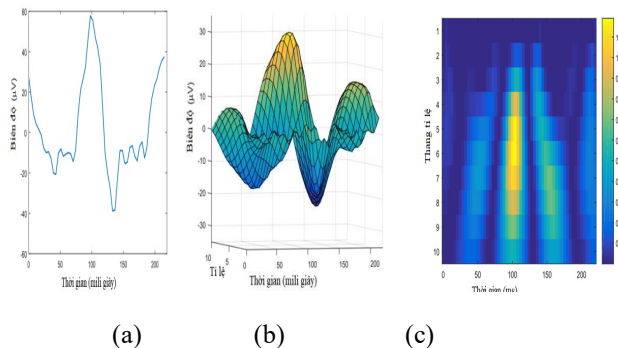 60
40
20
0
-20
-40
-60
Biên độ (μV)
0 50 100 150 200
Thời gian (mili giây)
30
20
10
0
-10
-20
-30
Biên độ (μV)
10
5
Tỉ lệ
0 50 100 150 200
Thời gian (mili giây)
1
2
3
4
5
6
7
8
9
10
Thang tỉ lệ
0 50 100 150 200
Thời gian (ms)
(a) (b) (c)